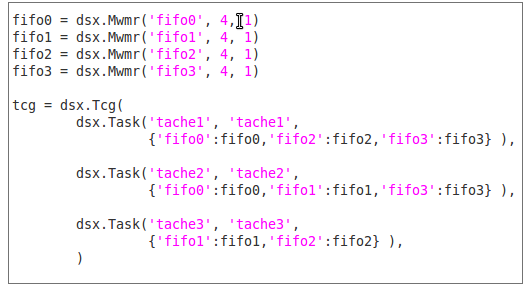 fifo0 = dsx.Mwmr('fifo0', 4, 1)
fifo1 = dsx.Mwmr('fifo1', 4, 1)
fifo2 = dsx.Mwmr('fifo2', 4, 1)
fifo3 = dsx.Mwmr('fifo3', 4, 1)

tcg = dsx.Tcg(
        dsx.Task('tache1', 'tache1',
                 {'fifo0':fifo0,'fifo2':fifo2,'fifo3':fifo3} ),

        dsx.Task('tache2', 'tache2',
                 {'fifo0':fifo0,'fifo1':fifo1,'fifo3':fifo3} ),

        dsx.Task('tache3', 'tache3',
                 {'fifo1':fifo1,'fifo2':fifo2} ),
        )